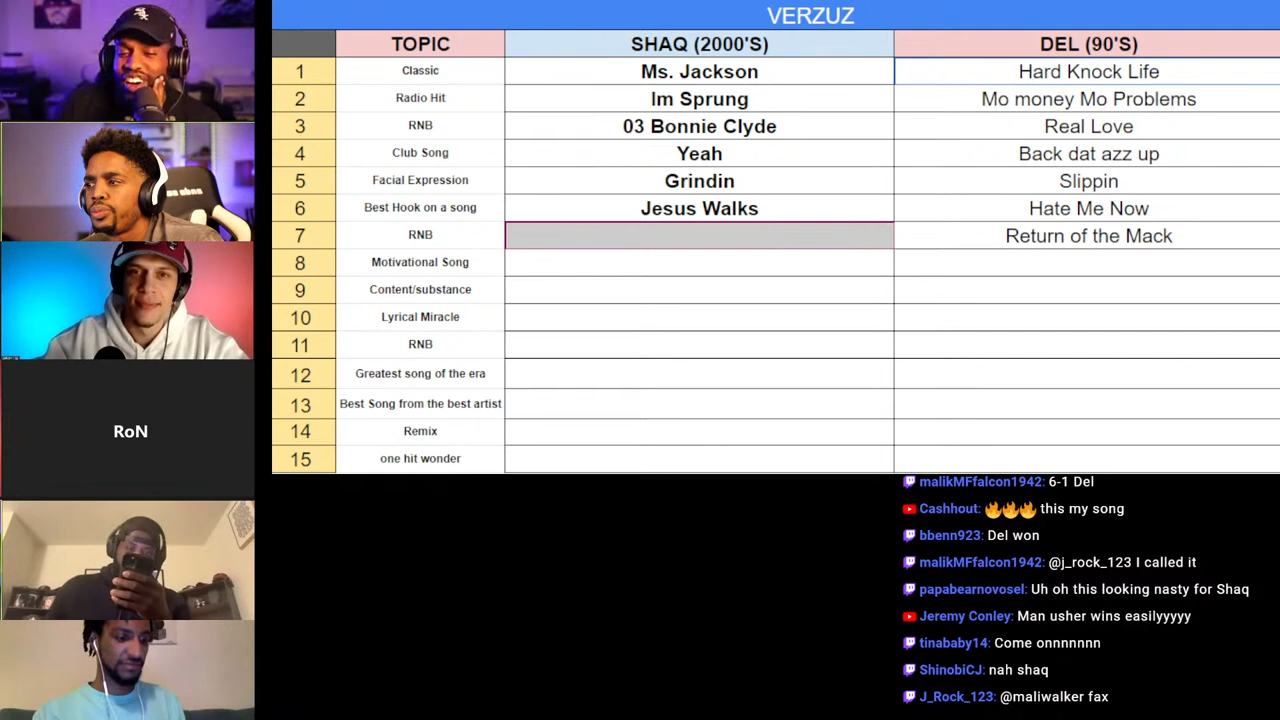 VERZUZ
TOPIC SHAQ (2000'S) DEL (90'S)
1 Classic Ms. Jackson Hard Knock Life
2 Radio Hit Im Sprung Mo money Mo Problems
3 RNB 03 Bonnie Clyde Real Love
4 Club Song Yeah Back dat azz up
5 Facial Expression Grindin Slippin
6 Best Hook on a song Jesus Walks Hate Me Now
7 RNB Return of the Mack
8 Motivational Song
9 Content/substance
10 Lyrical Miracle
11 RNB
12 Greatest song of the era
13 Best Song from the best artist
14 Remix
15 one hit wonder
RoN
malikMFfalcon1942: 6-1 Del
Cashhout: 🔥🔥🔥 this my song
bbenn923: Del won
malikMFfalcon1942: @j_rock_123 I called it
papabearnovosel: Uh oh this looking nasty for Shaq
Jeremy Conley: Man usher wins easilyyyyy
tinababy14: Come onnnnnnn
ShinobiCJ: nah shaq
J_Rock_123: @maliwalker fax